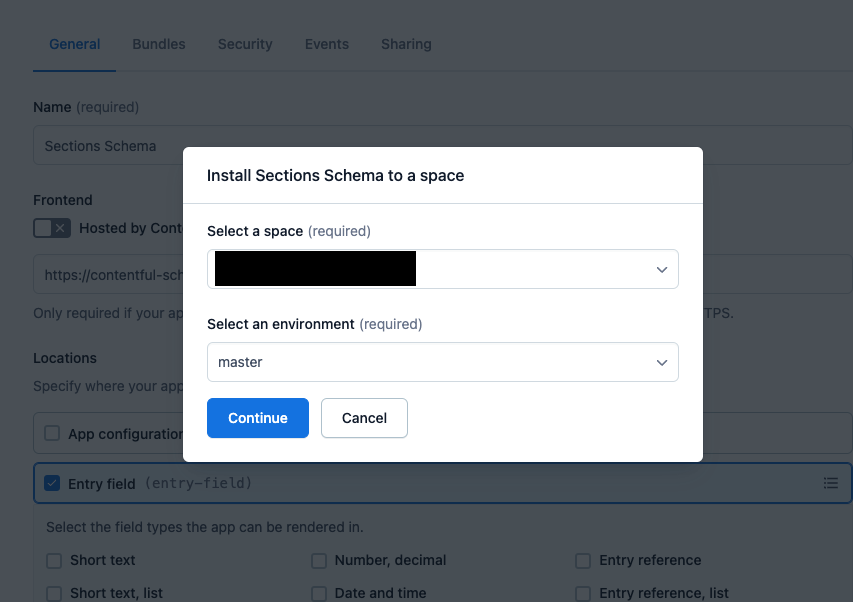 General Bundles Security Events Sharing
Name (required)
Sections Schema
Install Sections Schema to a space
Frontend
Hosted by Cont
Select a space (required)
https://contentful-sch
Only required if your ap
TPS.
Select an environment (required)
master
Locations
Specify where your app
Continue Cancel
App configuration
Entry field (entry-field)
Select the field types the app can be rendered in.
Short text Number, decimal Entry reference
Short text, list Date and time Entry reference, list